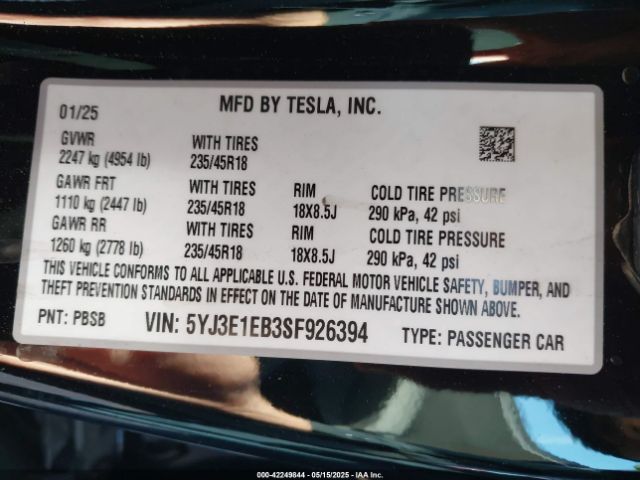 01/25 MFD BY TESLA, INC.
GVWR WITH TIRES
2247 kg (4954 lb) 235/45R18
GAWR FRT WITH TIRES RIM COLD TIRE PRESSURE
1110 kg (2447 lb) 235/45R18 18X8.5J 290 kPa, 42 psi
GAWR RR WITH TIRES RIM COLD TIRE PRESSURE
1260 kg (2778 lb) 235/45R18 18X8.5J 290 kPa, 42 psi
THIS VEHICLE CONFORMS TO ALL APPLICABLE U.S. FEDERAL MOTOR VEHICLE SAFETY, BUMPER, AND
THEFT PREVENTION STANDARDS IN EFFECT ON THE DATE OF MANUFACTURE SHOWN ABOVE.
PNT: PBSB VIN: 5YJ3E1EB3SF926394 TYPE: PASSENGER CAR
000-42249844 - 05/15/2025 - IAA Inc.